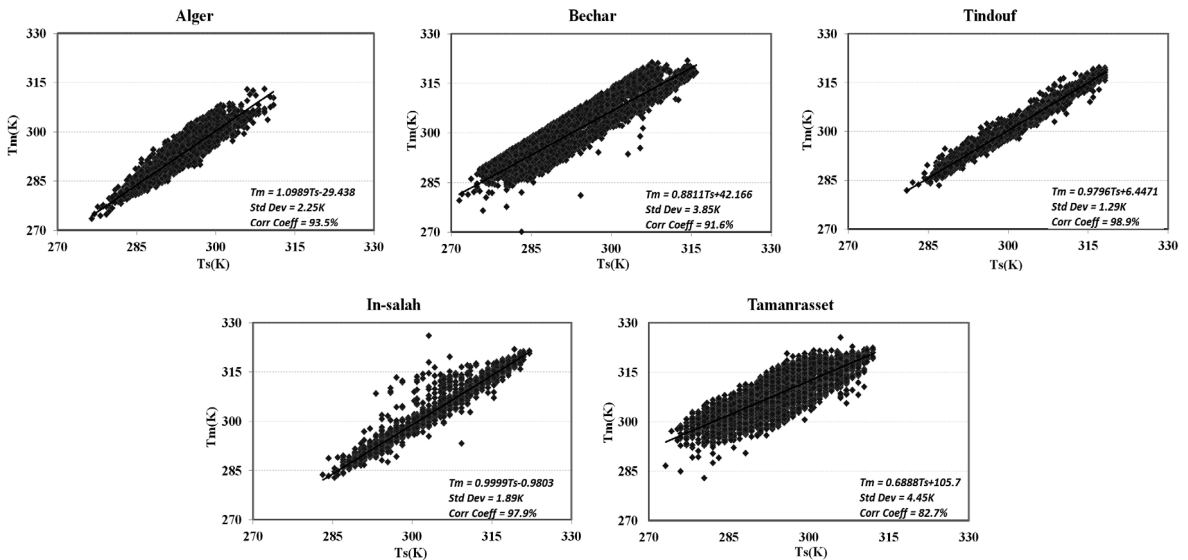 Alger
330
315
300
285
270
Tm(K)
Tm = 1.0989Ts-29.438
Std Dev = 2.25K
Corr Coeff = 93.5%
270 285 300 315 330
Ts(K)
Bechar
330
315
300
285
270
Tm(K)
Tm = 0.8811Ts+42.166
Std Dev = 3.85K
Corr Coeff = 91.6%
270 285 300 315 330
Ts(K)
Tindouf
330
315
300
285
270
Tm(K)
Tm = 0.9796Ts+6.4471
Std Dev = 1.29K
Corr Coeff = 98.9%
270 285 300 315 330
Ts(K)
In-salah
330
315
300
285
270
Tm(K)
Tm = 0.9999Ts-0.9803
Std Dev = 1.89K
Corr Coeff = 97.9%
270 285 300 315 330
Ts(K)
Tamanrasset
330
315
300
285
270
Tm(K)
Tm = 0.6888Ts+105.7
Std Dev = 4.45K
Corr Coeff = 82.7%
270 285 300 315 330
Ts(K)